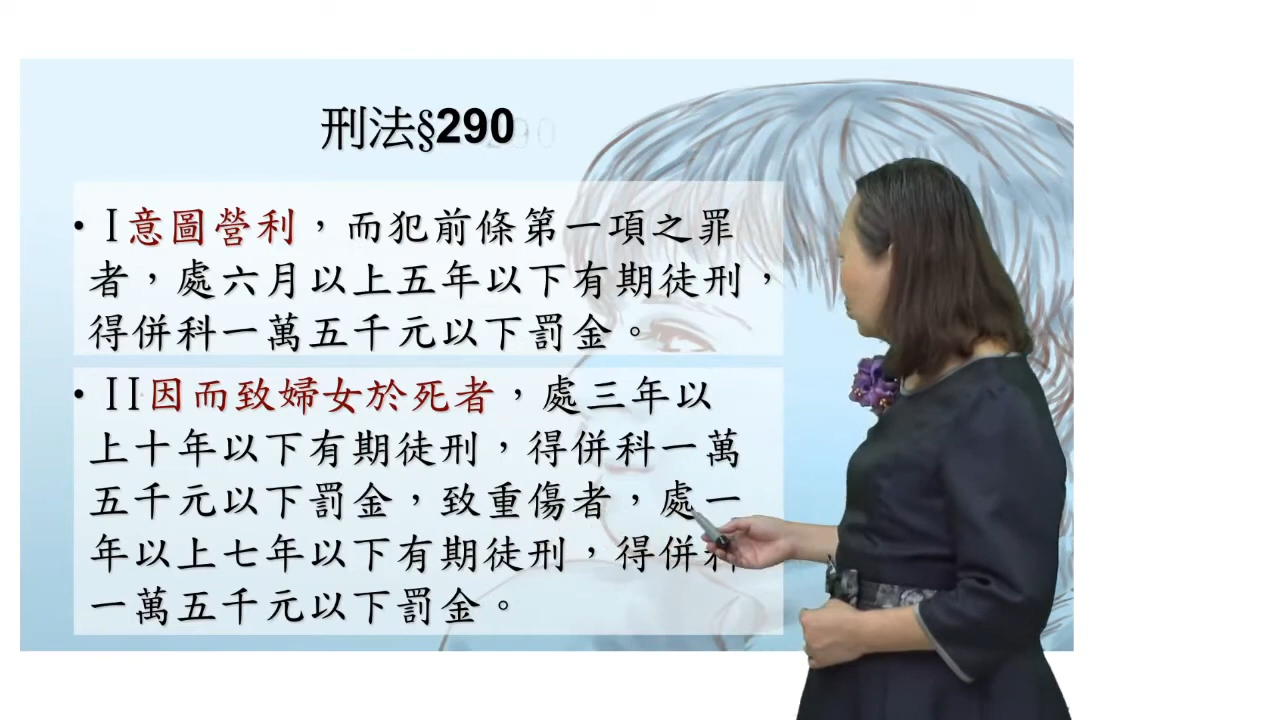 刑法§290
• I意圖營利，而犯前條第一項之罪
者，處六月以上五年以下有期徒刑，
得併科一萬五千元以下罰金。
• II因而致婦女於死者，處三年以
上十年以下有期徒刑，得併科一萬
五千元以下罰金，致重傷者，處一
年以上七年以下有期徒刑，得併科
一萬五千元以下罰金。